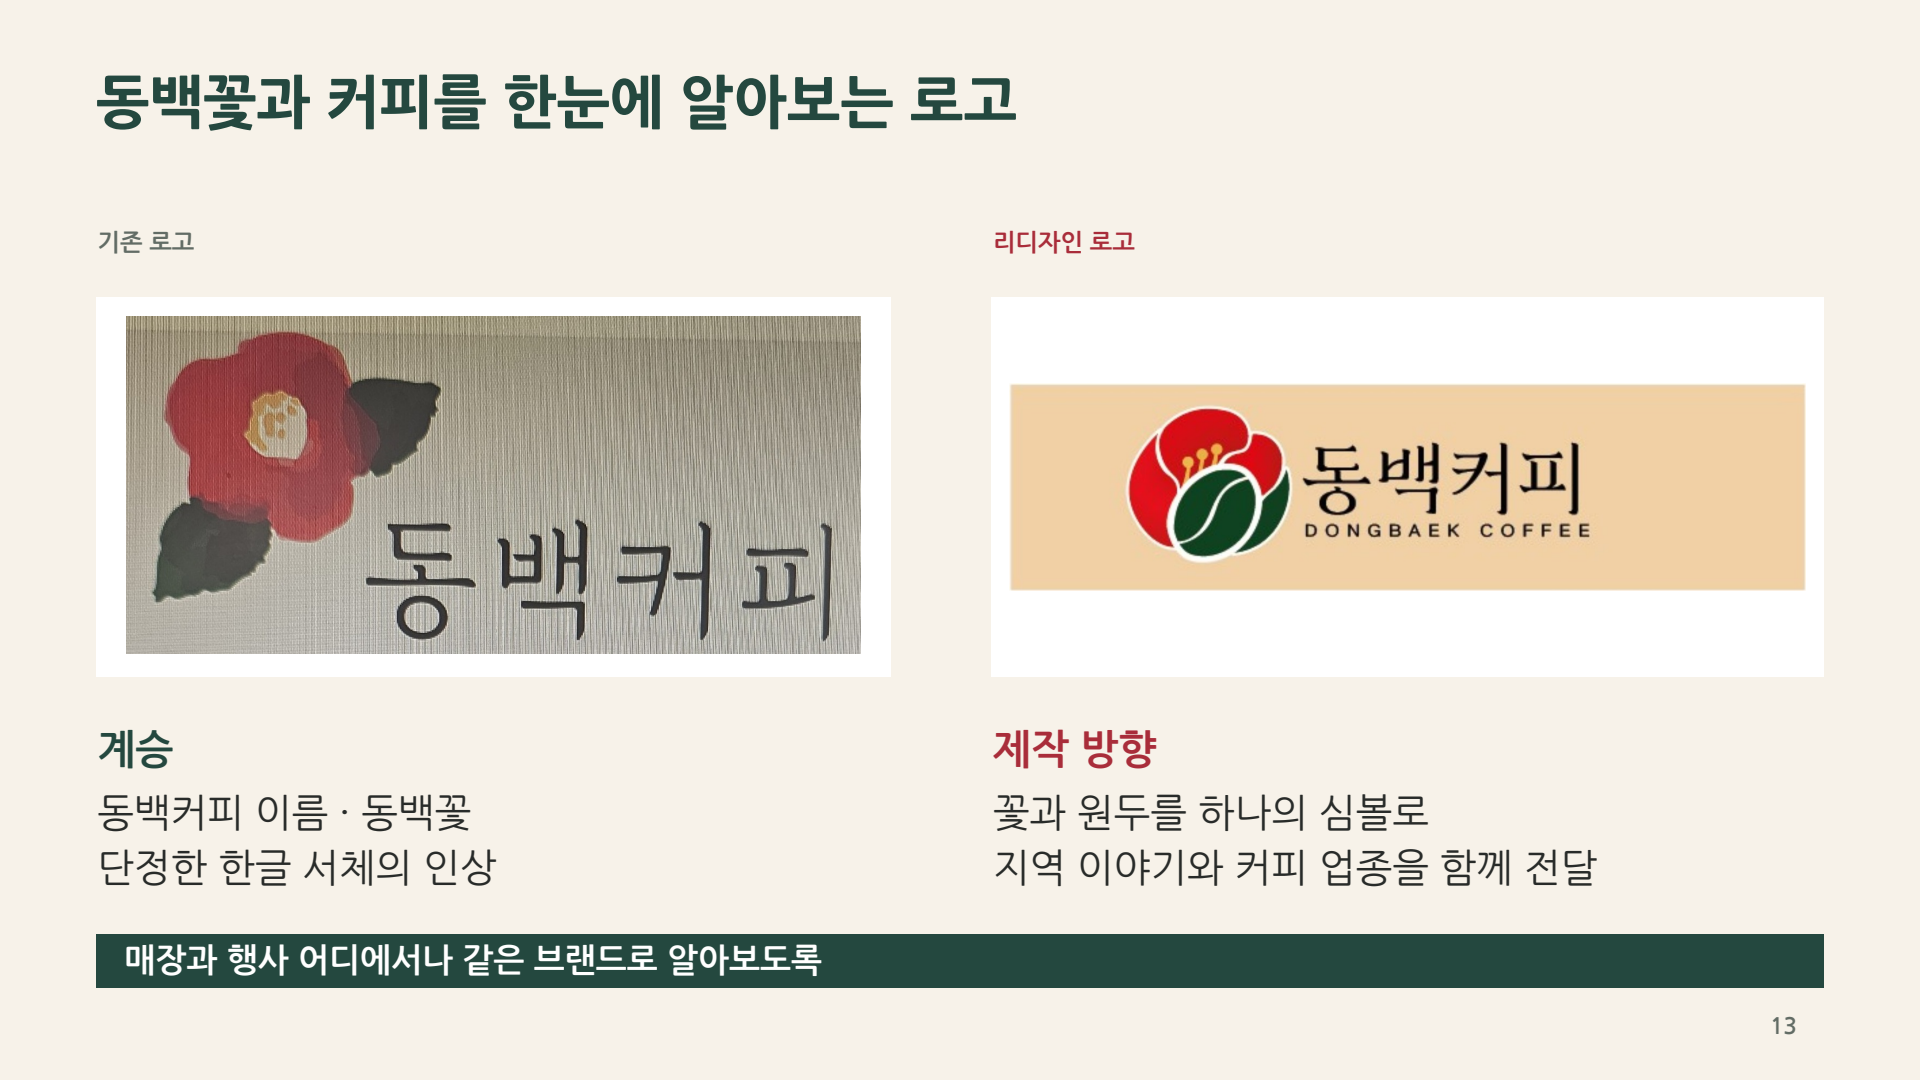 동백꽃과 커피를 한눈에 알아보는 로고
기존 로고
동백커피
계승
동백커피 이름 · 동백꽃
단정한 한글 서체의 인상
리디자인 로고
동백커피
DONGBAEK COFFEE
제작 방향
꽃과 원두를 하나의 심볼로
지역 이야기와 커피 업종을 함께 전달
매장과 행사 어디에서나 같은 브랜드로 알아보도록
13